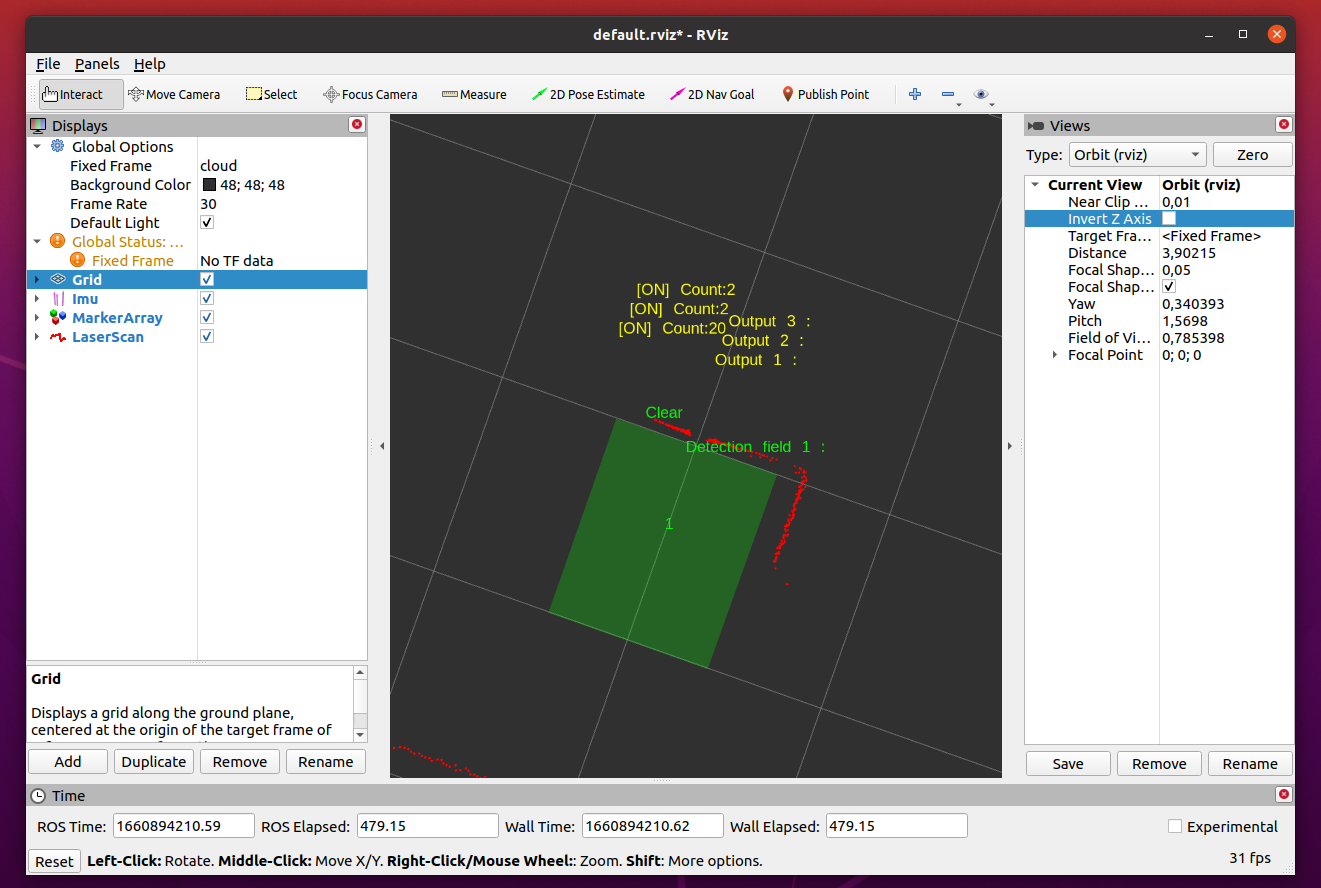 default.rviz* - RViz
File Panels Help
Interact Move Camera Select Focus Camera Measure 2D Pose Estimate 2D Nav Goal Publish Point
Displays
Global Options
Fixed Frame cloud
Background Color 48; 48; 48
Frame Rate 30
Default Light
Global Status: ...
Fixed Frame No TF data
Grid
Imu
MarkerArray
LaserScan
Grid
Displays a grid along the ground plane,
centered at the origin of the target frame of
Add Duplicate Remove Rename
[ON] Count:2
[ON] Count:2
[ON] Count:20
Output 3 :
Output 2 :
Output 1 :
Clear
Detection field 1 :
1
Views
Type: Orbit (rviz) Zero
Current View Orbit (rviz)
Near Clip ... 0,01
Invert Z Axis
Target Fra... <Fixed Frame>
Distance 3,90215
Focal Shap... 0,05
Focal Shap...
Yaw 0,340393
Pitch 1,5698
Field of Vi... 0,785398
Focal Point 0; 0; 0
Save Remove Rename
Time
ROS Time: 1660894210.59 ROS Elapsed: 479.15 Wall Time: 1660894210.62 Wall Elapsed: 479.15 Experimental
Reset Left-Click: Rotate. Middle-Click: Move X/Y. Right-Click/Mouse Wheel:: Zoom. Shift: More options. 31 fps